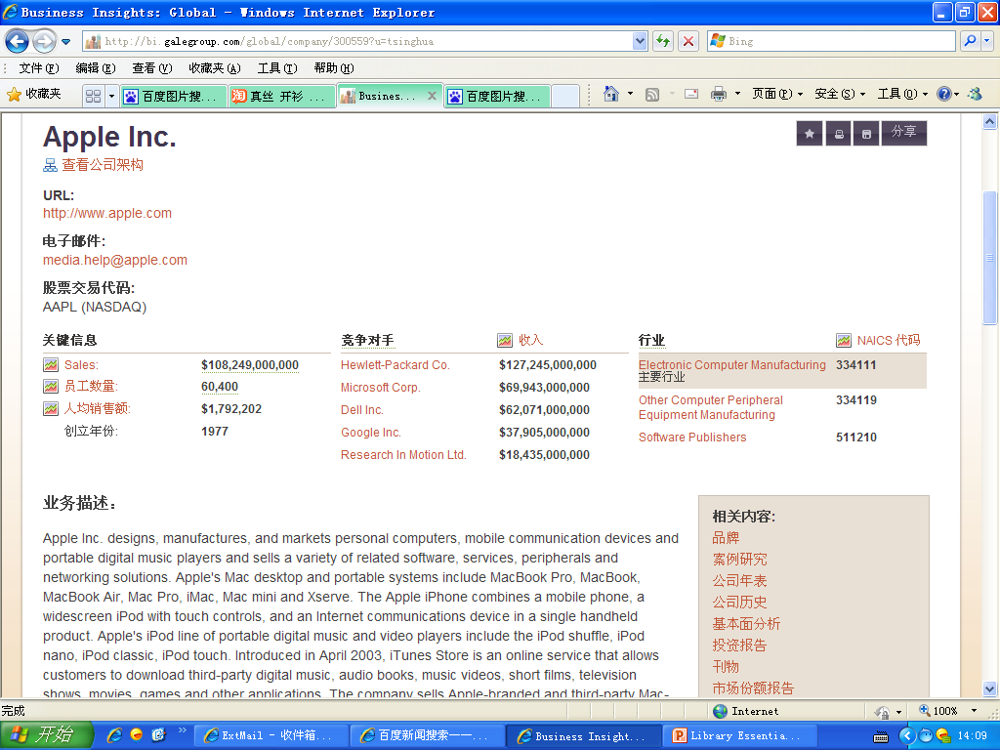 Business Insights: Global - Windows Internet Explorer
http://bi.galegroup.com/global/company/300559?u=tsinghua
Bing
文件(F) 编辑(E) 查看(V) 收藏夹(A) 工具(T) 帮助(H)
收藏夹 百度图片搜... 真丝 开衫 ... Busines... X 百度图片搜... 页面(P) 安全(S) 工具(O)
Apple Inc.
分享
查看公司架构
URL:
http://www.apple.com
电子邮件:
media.help@apple.com
股票交易代码:
AAPL (NASDAQ)
关键信息
Sales: $108,249,000,000
员工数量: 60,400
人均销售额: $1,792,202
创立年份: 1977
竞争对手 收入
Hewlett-Packard Co. $127,245,000,000
Microsoft Corp. $69,943,000,000
Dell Inc. $62,071,000,000
Google Inc. $37,905,000,000
Research In Motion Ltd. $18,435,000,000
行业 NAICS 代码
Electronic Computer Manufacturing 334111
主要行业
Other Computer Peripheral 334119
Equipment Manufacturing
Software Publishers 511210
业务描述：
Apple Inc. designs, manufactures, and markets personal computers, mobile communication devices and
portable digital music players and sells a variety of related software, services, peripherals and
networking solutions. Apple's Mac desktop and portable systems include MacBook Pro, MacBook,
MacBook Air, Mac Pro, iMac, Mac mini and Xserve. The Apple iPhone combines a mobile phone, a
widescreen iPod with touch controls, and an Internet communications device in a single handheld
product. Apple's iPod line of portable digital music and video players include the iPod shuffle, iPod
nano, iPod classic, iPod touch. Introduced in April 2003, iTunes Store is an online service that allows
customers to download third-party digital music, audio books, music videos, short films, television
shows, movies, games and other applications. The company sells Apple-branded and third-party Mac-
相关内容:
品牌
案例研究
公司年表
公司历史
基本面分析
投资报告
刊物
市场份额报告
完成 Internet 100%
开始 ExtMail - 收件箱... 百度新闻搜索——... Business Insight... Library Essentia... 14:09